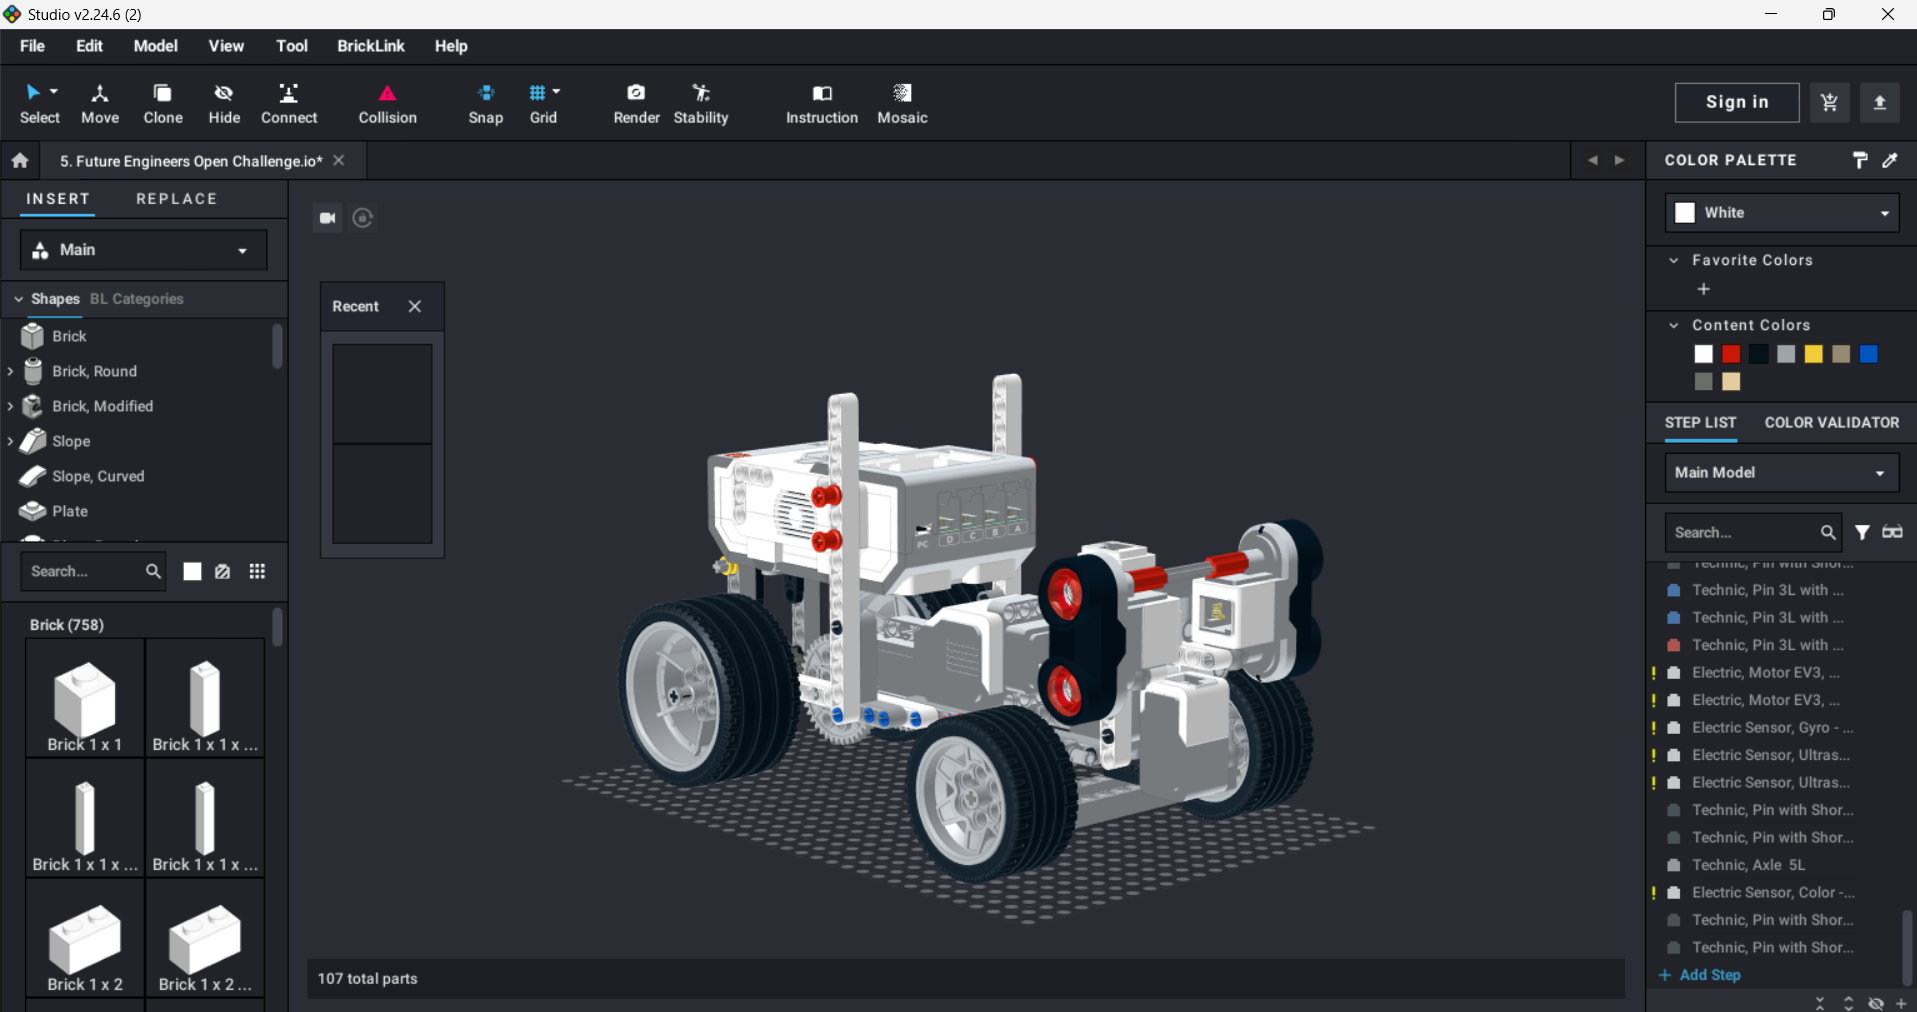 Studio v2.24.6 (2)
File Edit Model View Tool BrickLink Help
Select Move Clone Hide Connect Collision Snap Grid Render Stability Instruction Mosaic
Sign in
5. Future Engineers Open Challenge.io*
INSERT REPLACE
Main
Shapes BL Categories
Brick
Brick, Round
Brick, Modified
Slope
Slope, Curved
Plate
Search...
Brick (758)
Brick 1 x 1
Brick 1 x 1 x ...
Brick 1 x 1 x ...
Brick 1 x 1 x ...
Brick 1 x 2
Brick 1 x 2 ...
Recent
PC D C B A
107 total parts
COLOR PALETTE
White
Favorite Colors
Content Colors
STEP LIST COLOR VALIDATOR
Main Model
Search...
Technic, Pin with Shor...
Technic, Pin 3L with ...
Technic, Pin 3L with ...
Technic, Pin 3L with ...
Electric, Motor EV3, ...
Electric, Motor EV3, ...
Electric Sensor, Gyro - ...
Electric Sensor, Ultras...
Electric Sensor, Ultras...
Technic, Pin with Shor...
Technic, Pin with Shor...
Technic, Axle 5L
Electric Sensor, Color -...
Technic, Pin with Shor...
Technic, Pin with Shor...
+ Add Step